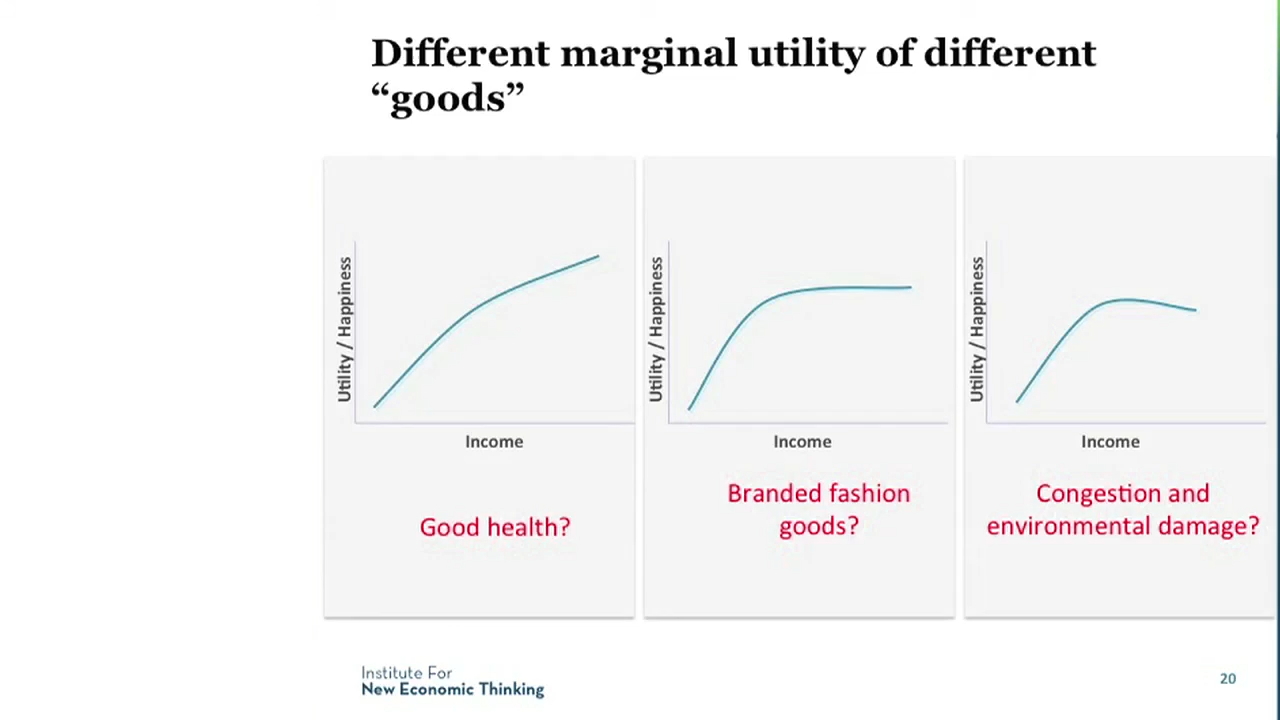 Different marginal utility of different
“goods”
Utility / Happiness
Income
Good health?
Utility / Happiness
Income
Branded fashion
goods?
Utility / Happiness
Income
Congestion and
environmental damage?
Institute For
New Economic Thinking
20